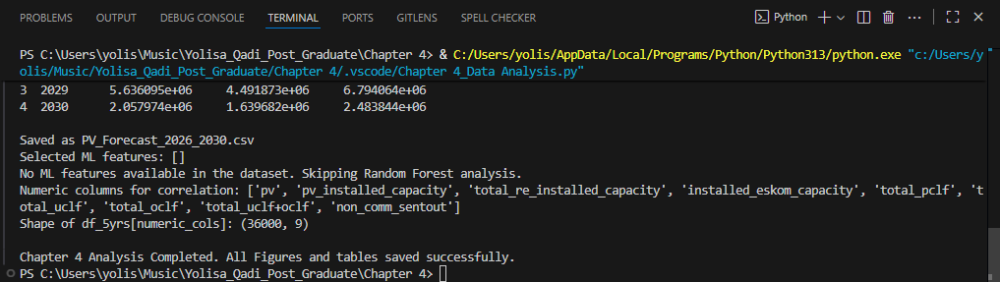 PROBLEMS OUTPUT DEBUG CONSOLE TERMINAL PORTS GITLENS SPELL CHECKER Python
PS C:\Users\yolis\Music\Yolisa_Qadi_Post_Graduate\Chapter 4> & C:/Users/yolis/AppData/Local/Programs/Python/Python313/python.exe "c:/Users/y
olis/Music/Yolisa_Qadi_Post_Graduate/Chapter 4/.vscode/Chapter 4_Data Analysis.py"
3 2029 5.636095e+06 4.491873e+06 6.794064e+06
4 2030 2.057974e+06 1.639682e+06 2.483844e+06
Saved as PV_Forecast_2026_2030.csv
Selected ML features: []
No ML features available in the dataset. Skipping Random Forest analysis.
Numeric columns for correlation: ['pv', 'pv_installed_capacity', 'total_re_installed_capacity', 'installed_eskom_capacity', 'total_pclf', 't
otal_uclf', 'total_oclf', 'total_uclf+oclf', 'non_comm_sentout']
Shape of df_5yrs[numeric_cols]: (36000, 9)
Chapter 4 Analysis Completed. All Figures and tables saved successfully.
PS C:\Users\yolis\Music\Yolisa_Qadi_Post_Graduate\Chapter 4>